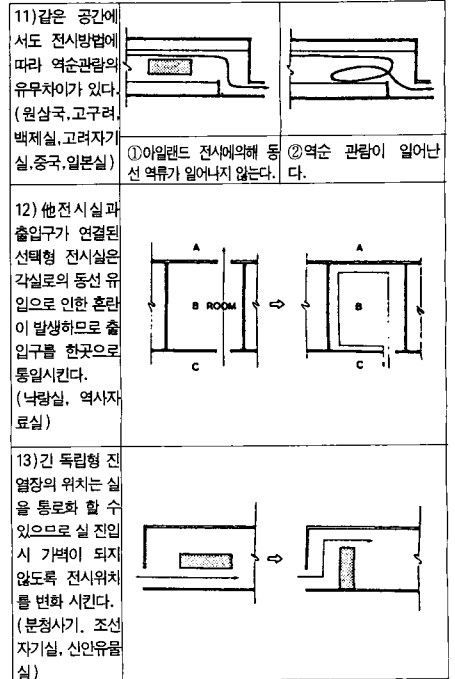 11)같은 공간에
서도 전시방법에
따라 역순관람의
유무차이가 있다.
(원삼국,고구려,
백제실,고려자기
실,중국,일본실)
①아일랜드 전시에의해 동
선 역류가 일어나지 않는다.
②역순 관람이 일어난
다.
12)他전시실과
출입구가 연결된
선택형 전시실은
각실로의 동선 유
입으로 인한 혼란
이 발생하므로 출
입구를 한곳으로
통일시킨다.
(낙랑실, 역사자
료실)
A
B ROOM
C
⇨
A
B
C
13)긴 독립형 진
열장의 위치는 실
을 통로화 할 수
있으므로 실 진입
시 가벽이 되지
않도록 전시위치
를 변화 시킨다.
(분청사기, 조선
자기실, 신안유물
실)
⇨